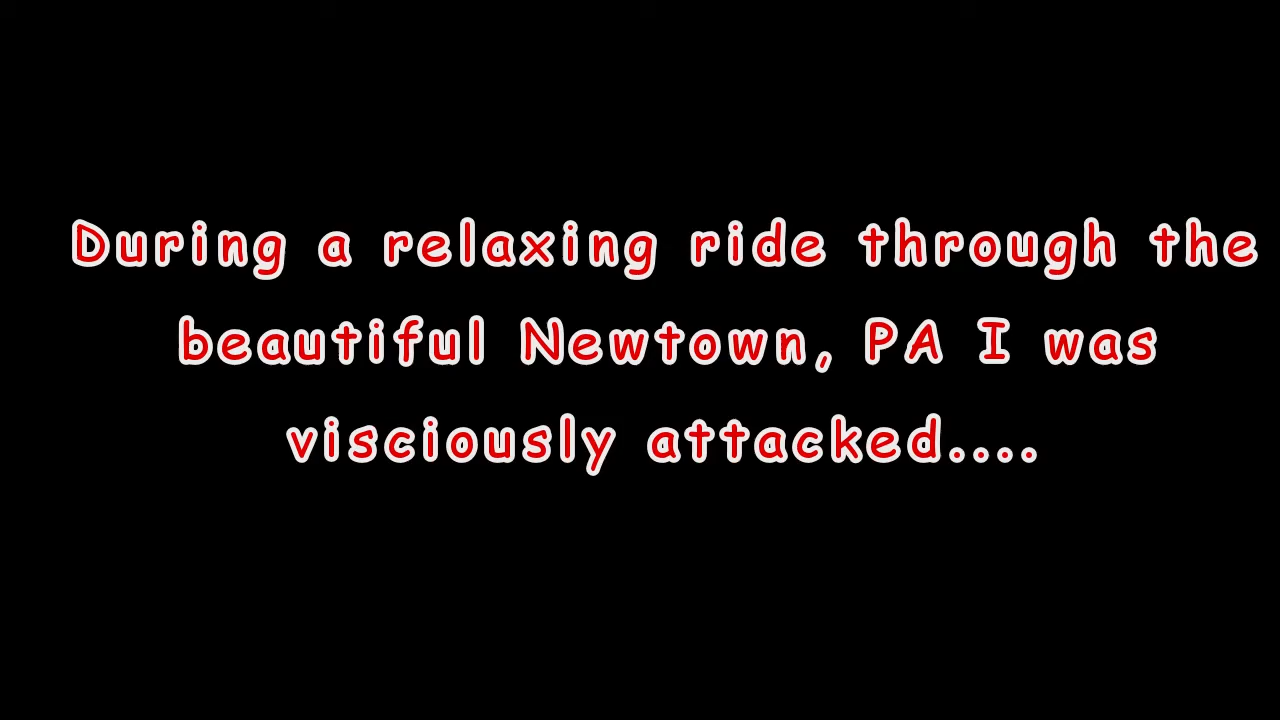 During a relaxing ride through the
beautiful Newtown, PA I was
visciously attacked....